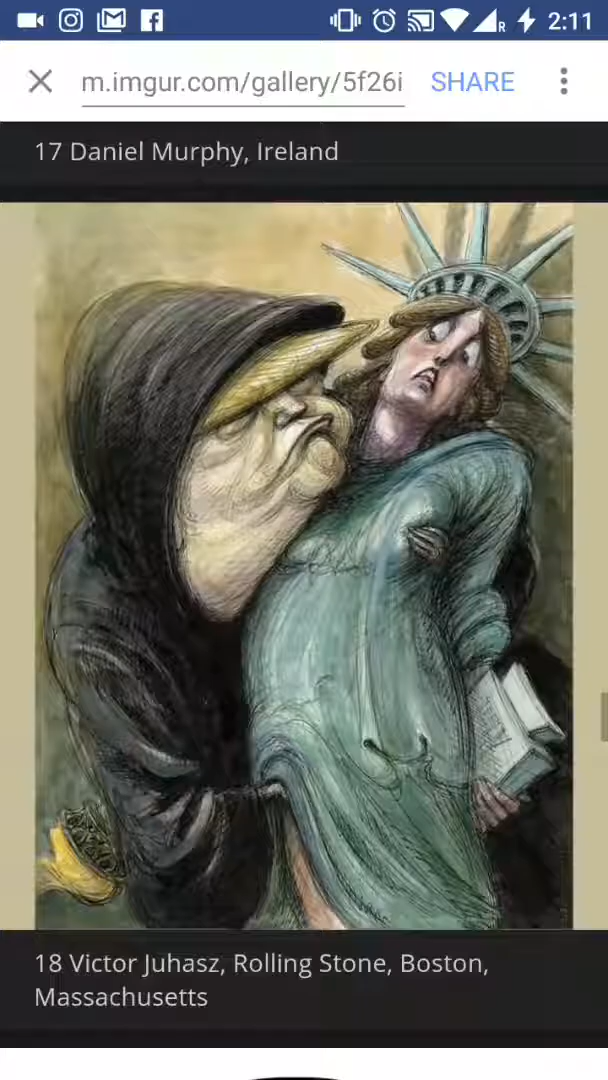 2:11
m.imgur.com/gallery/5f26i
SHARE
17 Daniel Murphy, Ireland
18 Victor Juhasz, Rolling Stone, Boston,
Massachusetts